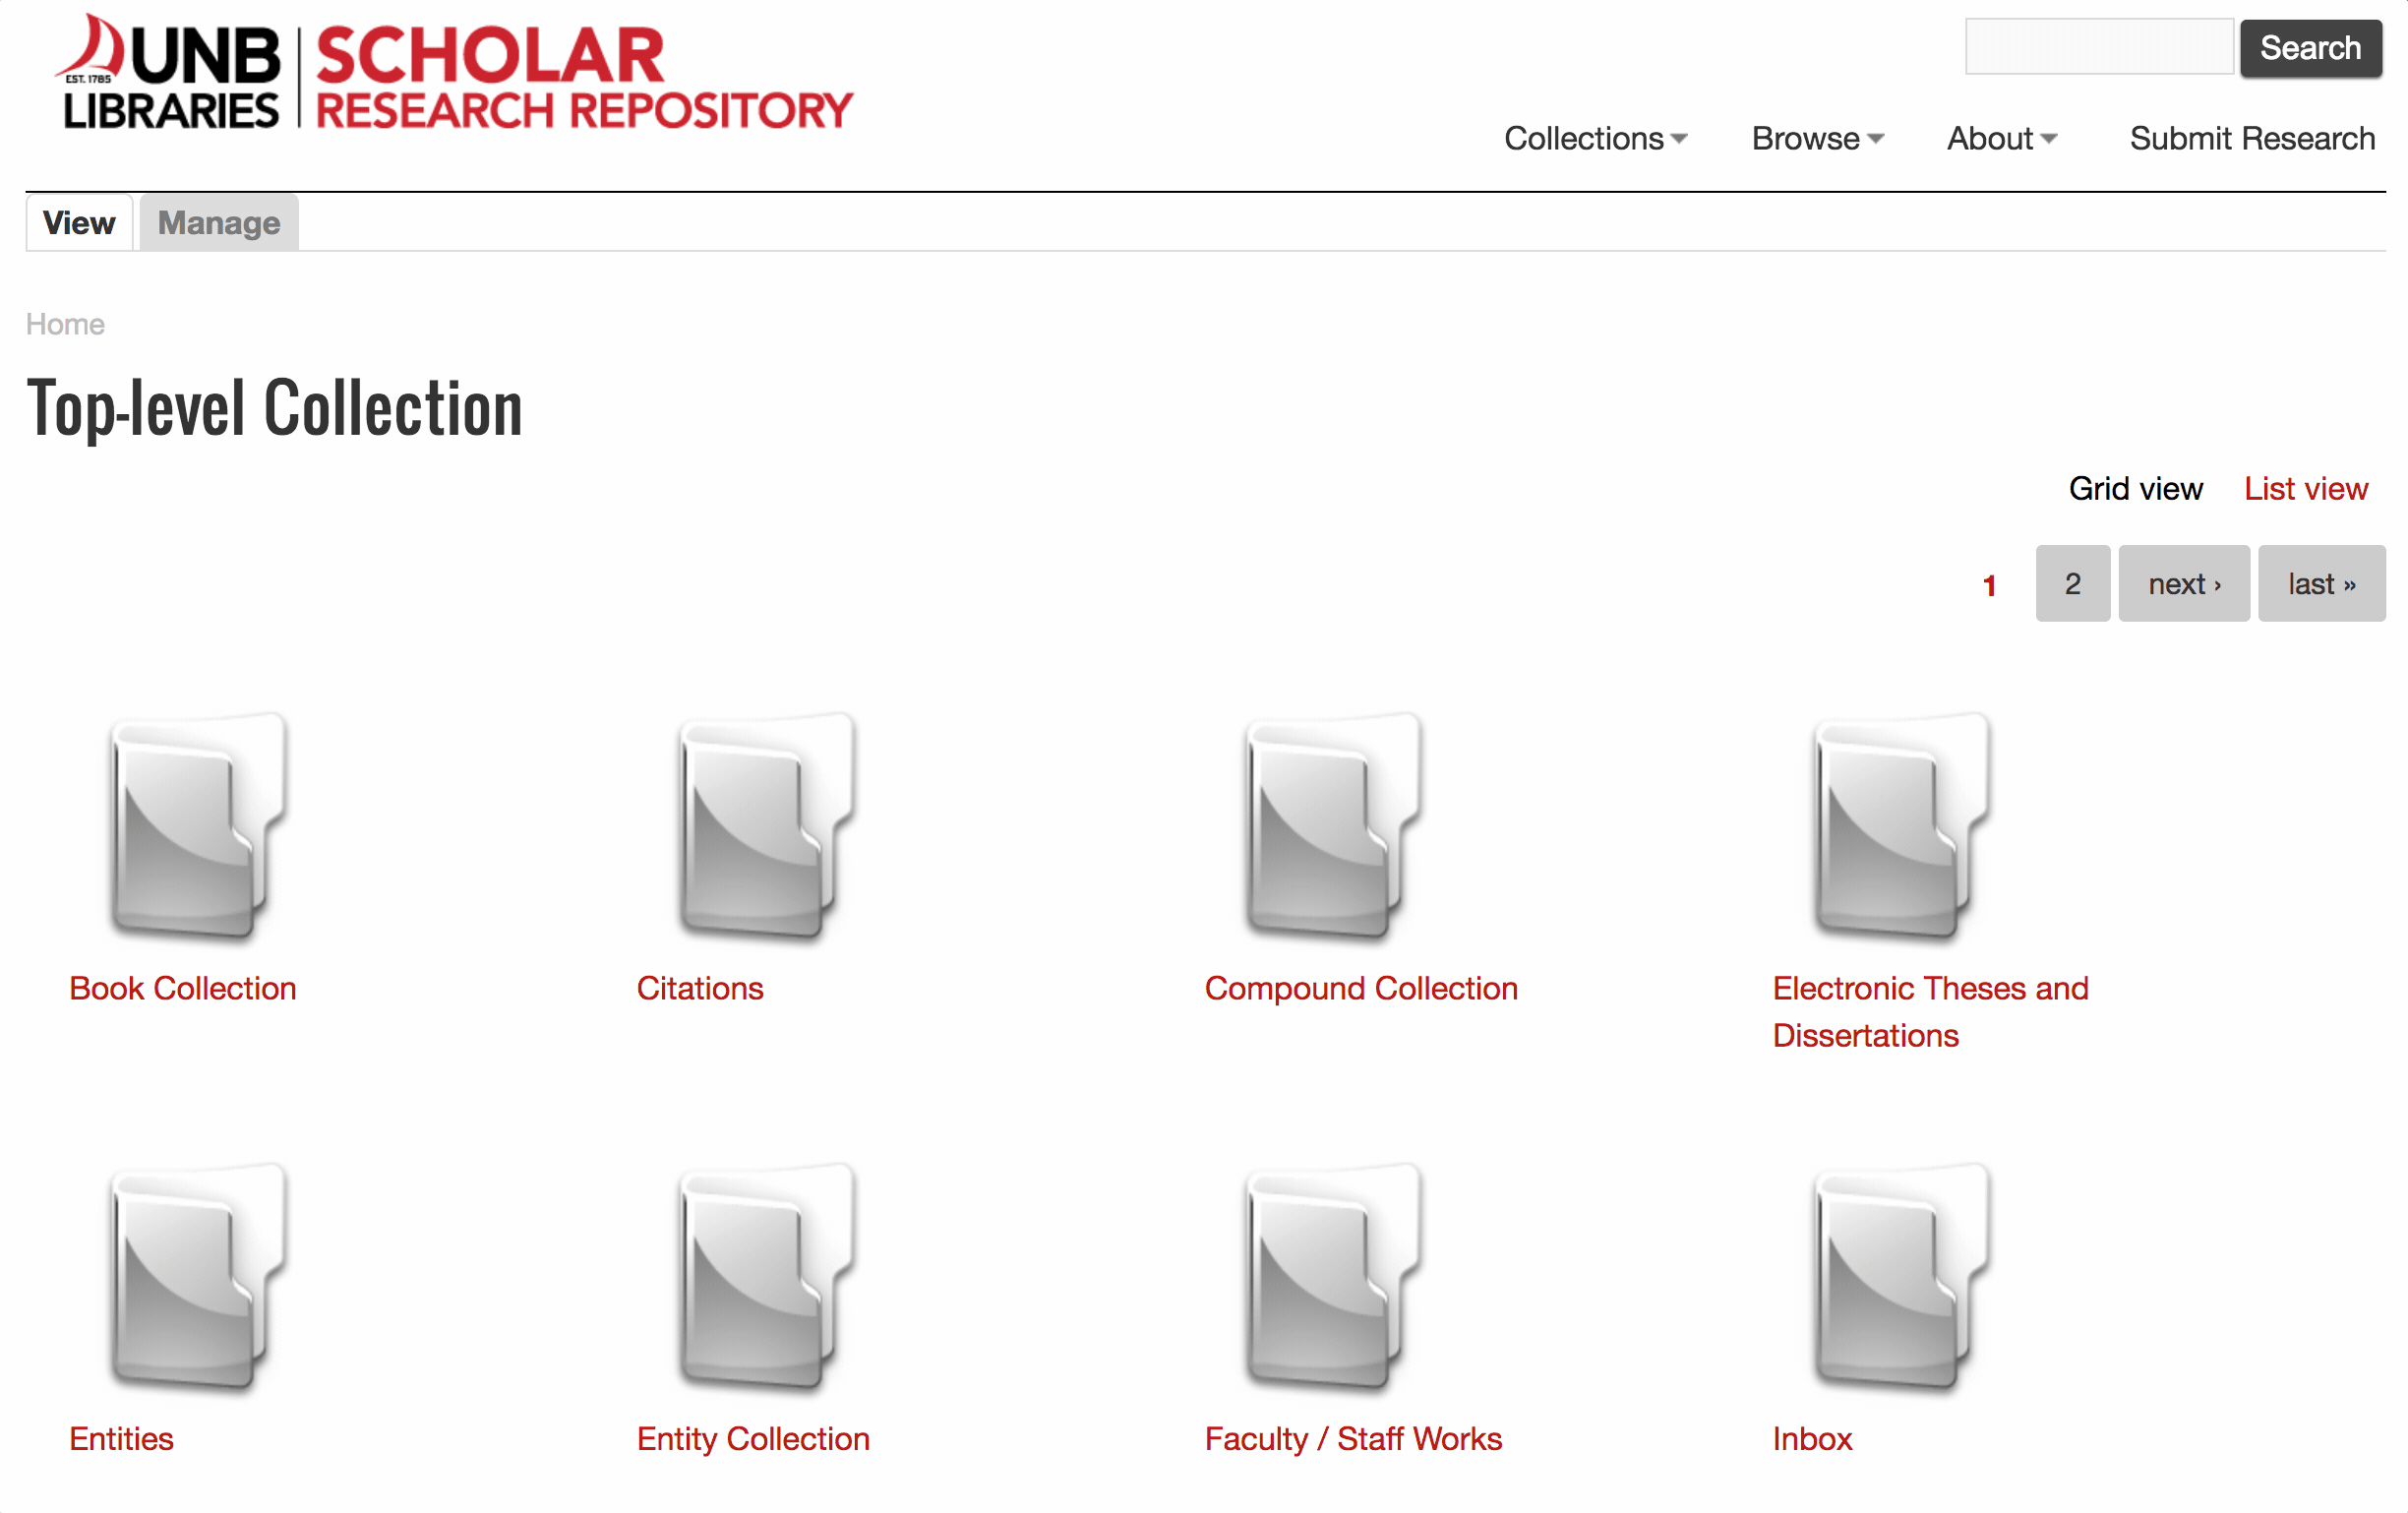 UNB
EST. 1785
LIBRARIES
SCHOLAR
RESEARCH REPOSITORY
Search
Collections
Browse
About
Submit Research
View
Manage
Home
Top-level Collection
Grid view
List view
1
2
next ›
last »
Book Collection
Citations
Compound Collection
Electronic Theses and
Dissertations
Entities
Entity Collection
Faculty / Staff Works
Inbox